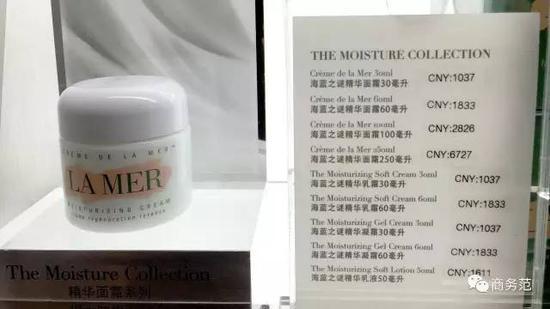 CRÈME DE LA MER
LA MER
MOISTURIZING CREAM
The Moisture Collection
精华面霜系列
THE MOISTURE COLLECTION
Crème de la Mer 30ml
海蓝之谜精华面霜30毫升 CNY:1037
Crème de la Mer 60ml
海蓝之谜精华面霜60毫升 CNY:1833
Crème de la Mer 100ml
海蓝之谜精华面霜100毫升 CNY:2826
Crème de la Mer 250ml
海蓝之谜精华面霜250毫升 CNY:6727
The Moisturizing Soft Cream 30ml
海蓝之谜精华乳霜30毫升 CNY:1037
The Moisturizing Soft Cream 60ml
海蓝之谜精华乳霜60毫升 CNY:1833
The Moisturizing Gel Cream 30ml
海蓝之谜精华凝霜30毫升 CNY:1037
The Moisturizing Gel Cream 60ml
海蓝之谜精华凝霜60毫升 CNY:1833
The Moisturizing Soft Lotion 50ml
海蓝之谜精华乳液50毫升 CNY:1611
商务范